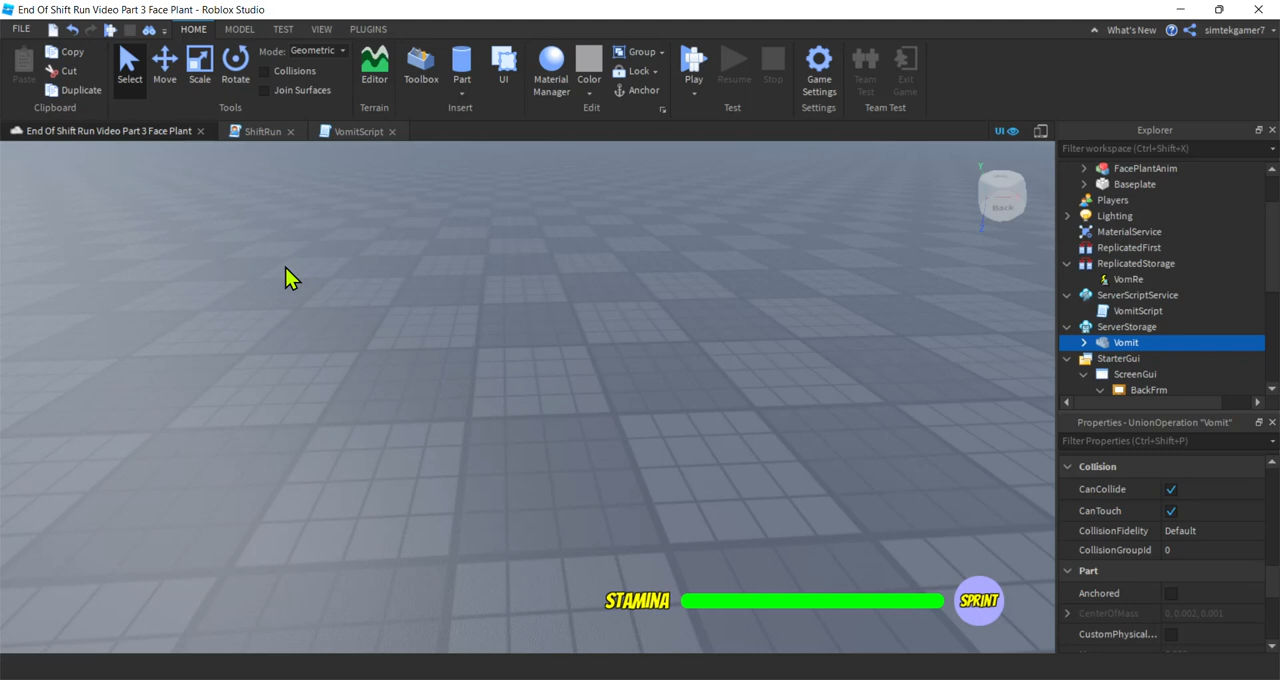 End Of Shift Run Video Part 3 Face Plant - Roblox Studio
FILE HOME MODEL TEST VIEW PLUGINS What's New simtekgamer7
Paste Copy Cut Duplicate Clipboard
Select Move Scale Rotate Mode: Geometric Collisions Join Surfaces Tools
Editor Terrain
Toolbox Part UI Insert
Material Manager Color Group Lock Anchor Edit
Play Resume Stop Test
Game Settings Settings
Team Test Exit Game Team Test
End Of Shift Run Video Part 3 Face Plant ShiftRun VomitScript UI
Explorer
Filter workspace (Ctrl+Shift+X)
FacePlantAnim
Baseplate
Players
Lighting
MaterialService
ReplicatedFirst
ReplicatedStorage
VomRe
ServerScriptService
VomitScript
ServerStorage
Vomit
StarterGui
ScreenGui
BackFrm
Properties - UnionOperation "Vomit"
Filter Properties (Ctrl+Shift+P)
Collision
CanCollide
CanTouch
CollisionFidelity Default
CollisionGroupId 0
Part
Anchored
CenterOfMass 0, 0.002, 0.001
CustomPhysical...
Y
Back
Z
STAMINA SPRINT